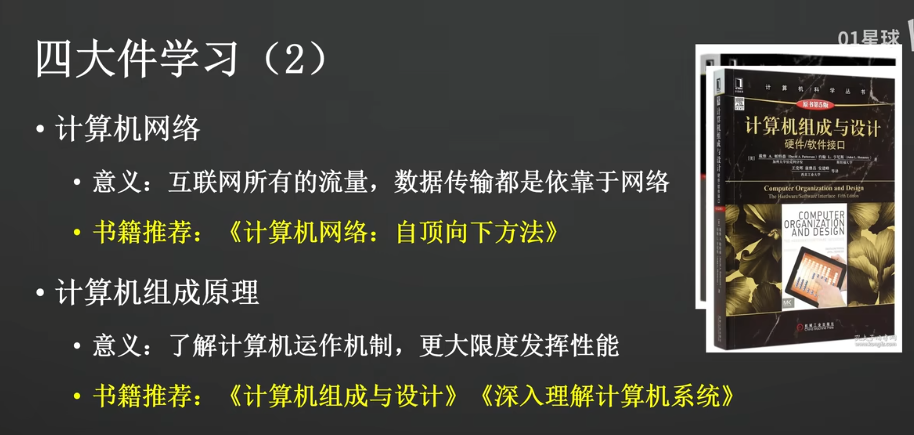 01星球
四大件学习（2）
• 计算机网络
• 意义：互联网所有的流量，数据传输都是依靠于网络
• 书籍推荐：《计算机网络：自顶向下方法》
• 计算机组成原理
• 意义：了解计算机运作机制，更大限度发挥性能
• 书籍推荐：《计算机组成与设计》《深入理解计算机系统》
计算机科学丛书
原书第5版
计算机组成与设计
硬件/软件接口
Computer Organization and Design
The Hardware/Software Interface
COMPUTER
ORGANIZATION
AND DESIGN
机械工业出版社